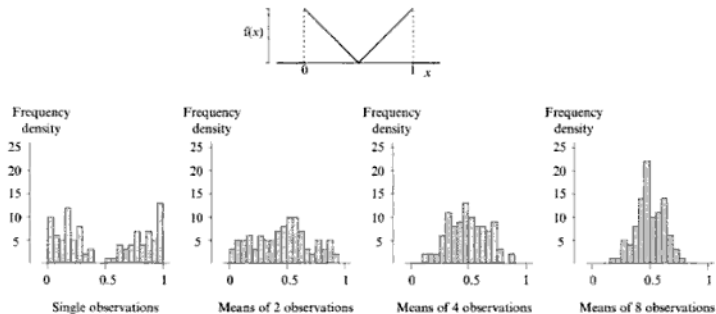 f(x)
0 1 x
Frequency density
25
20
15
10
5
0 0.5 1
Single observations
Frequency density
25
20
15
10
5
0 0.5 1
Means of 2 observations
Frequency density
25
20
15
10
5
0 0.5 1
Means of 4 observations
Frequency density
25
20
15
10
5
0 0.5 1
Means of 8 observations